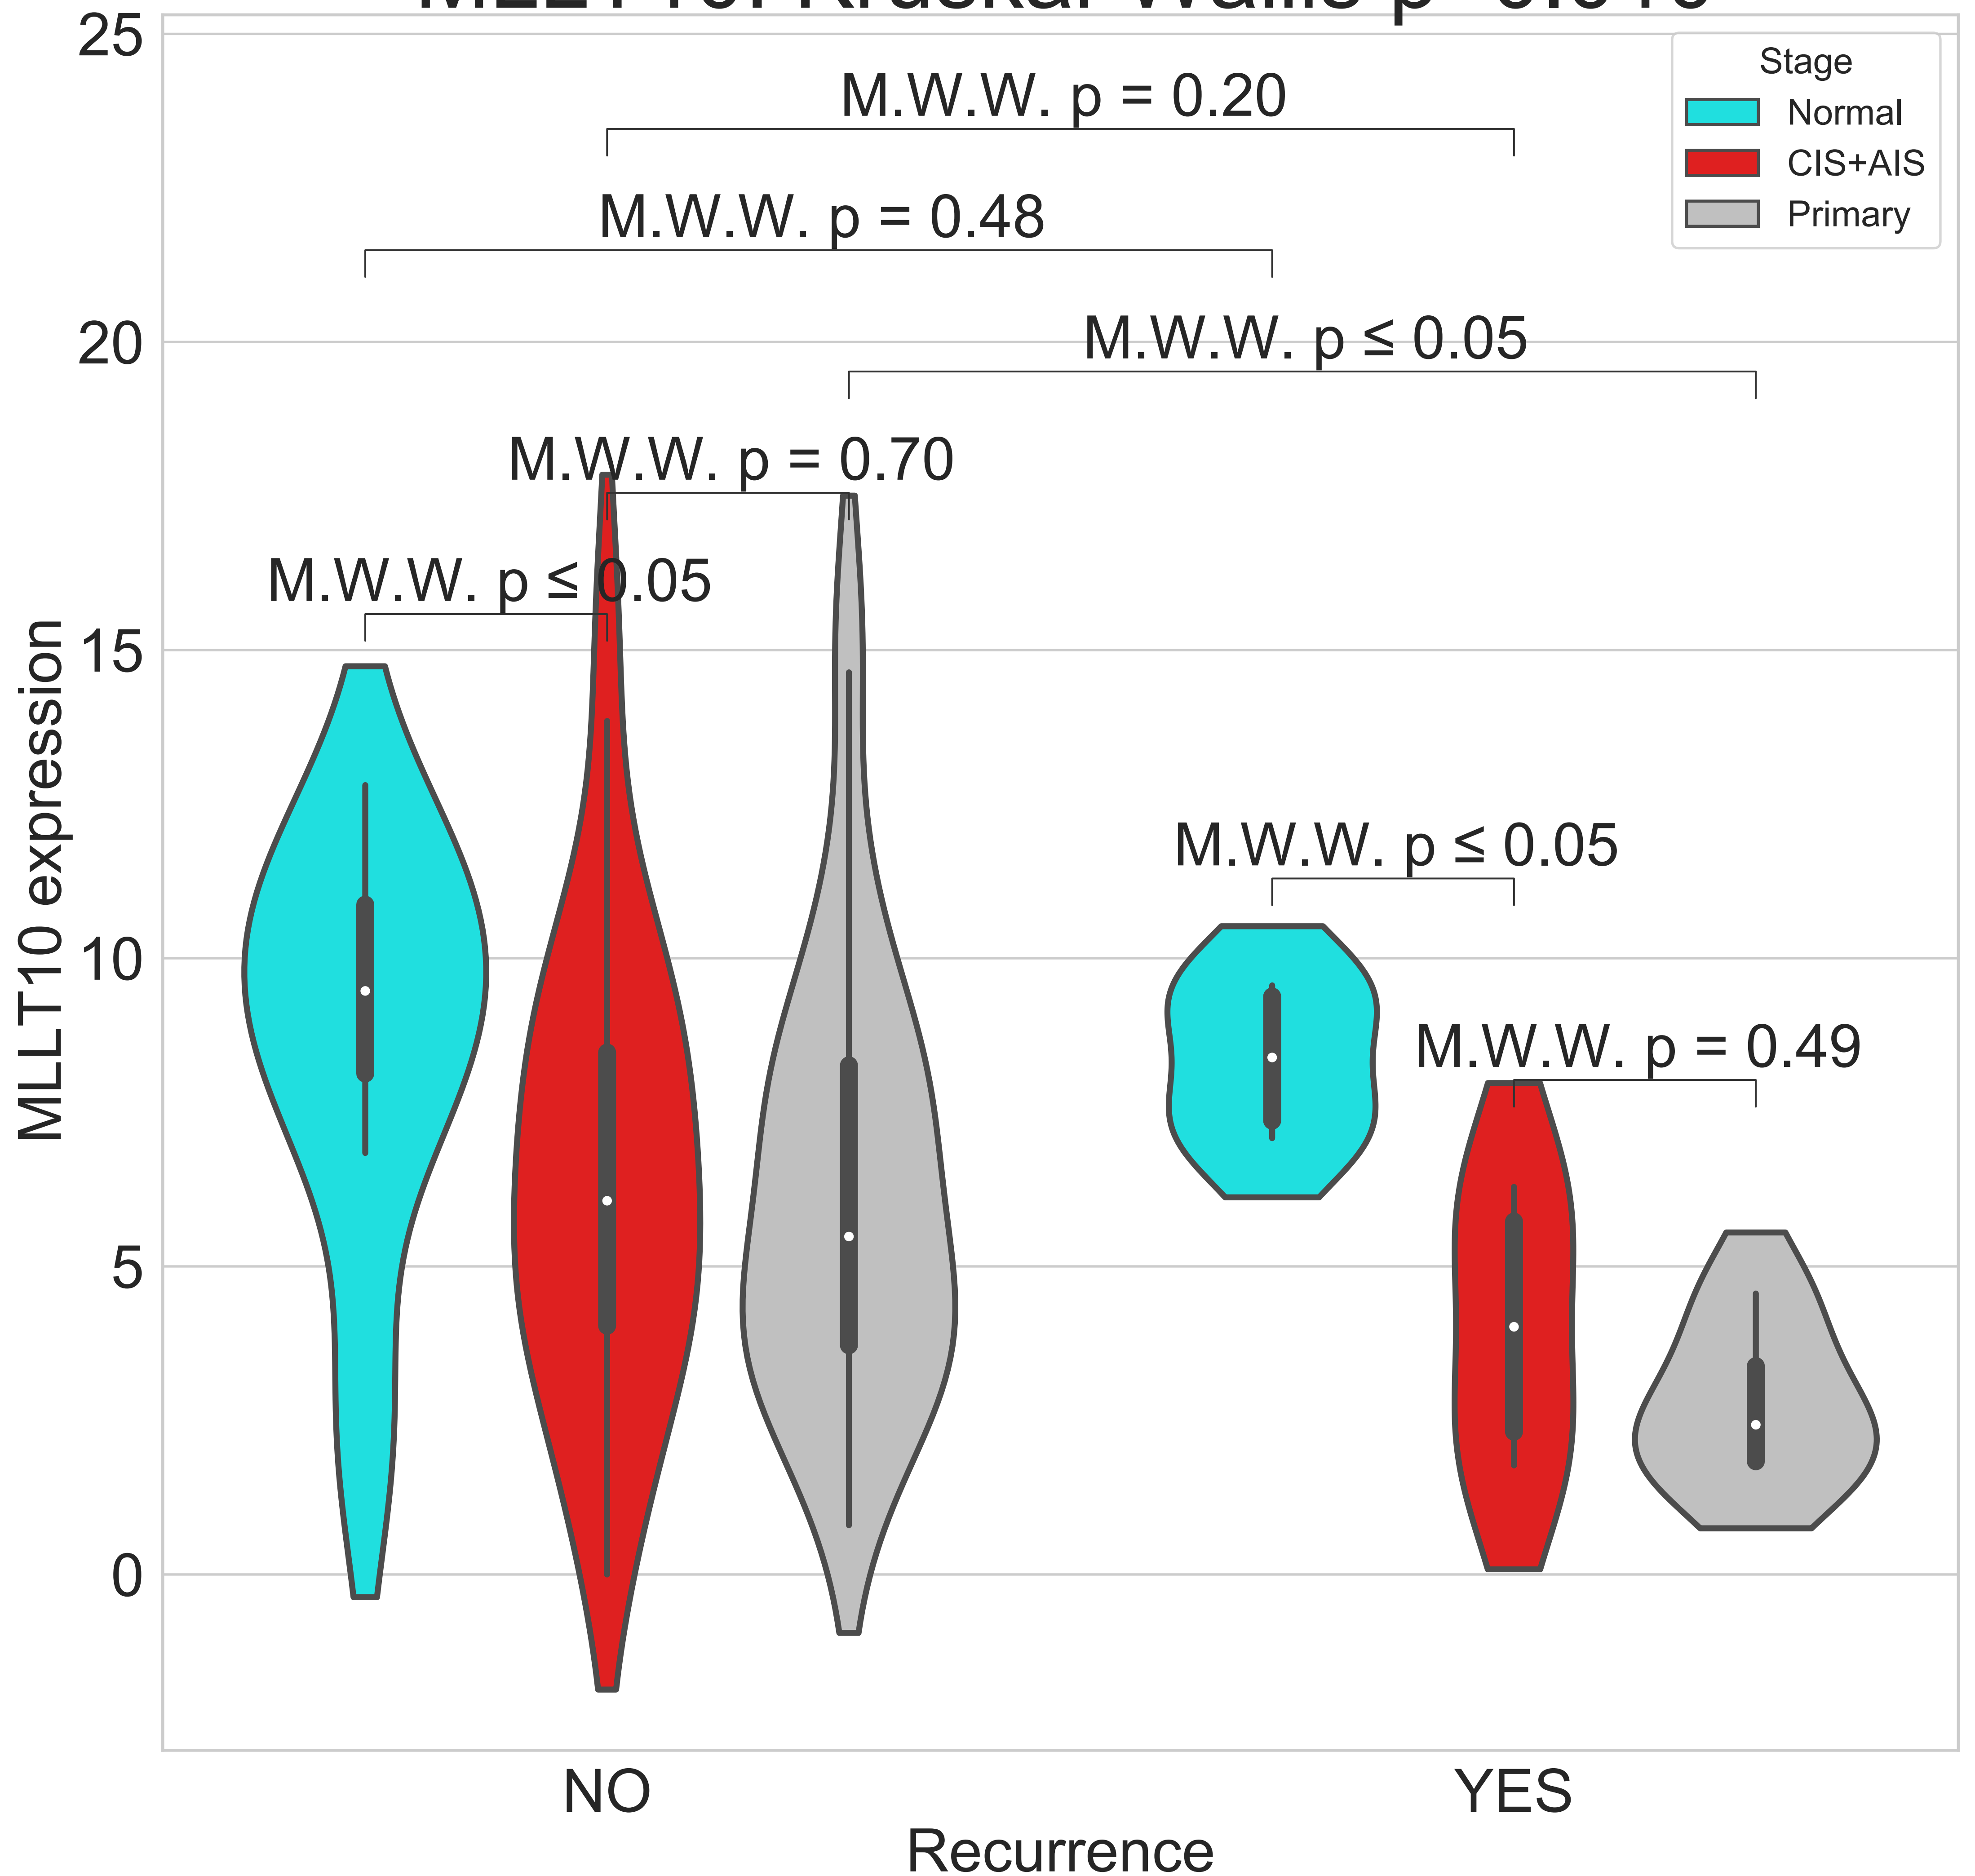 25
Stage
Normal
CIS+AIS
Primary
M.W.W. p = 0.20
M.W.W. p = 0.48
20
M.W.W. p ≤ 0.05
M.W.W. p = 0.70
M.W.W. p ≤ 0.05
15
M.W.W. p ≤ 0.05
10
M.W.W. p = 0.49
5
0
MLLT10 expression
NO
YES
Recurrence